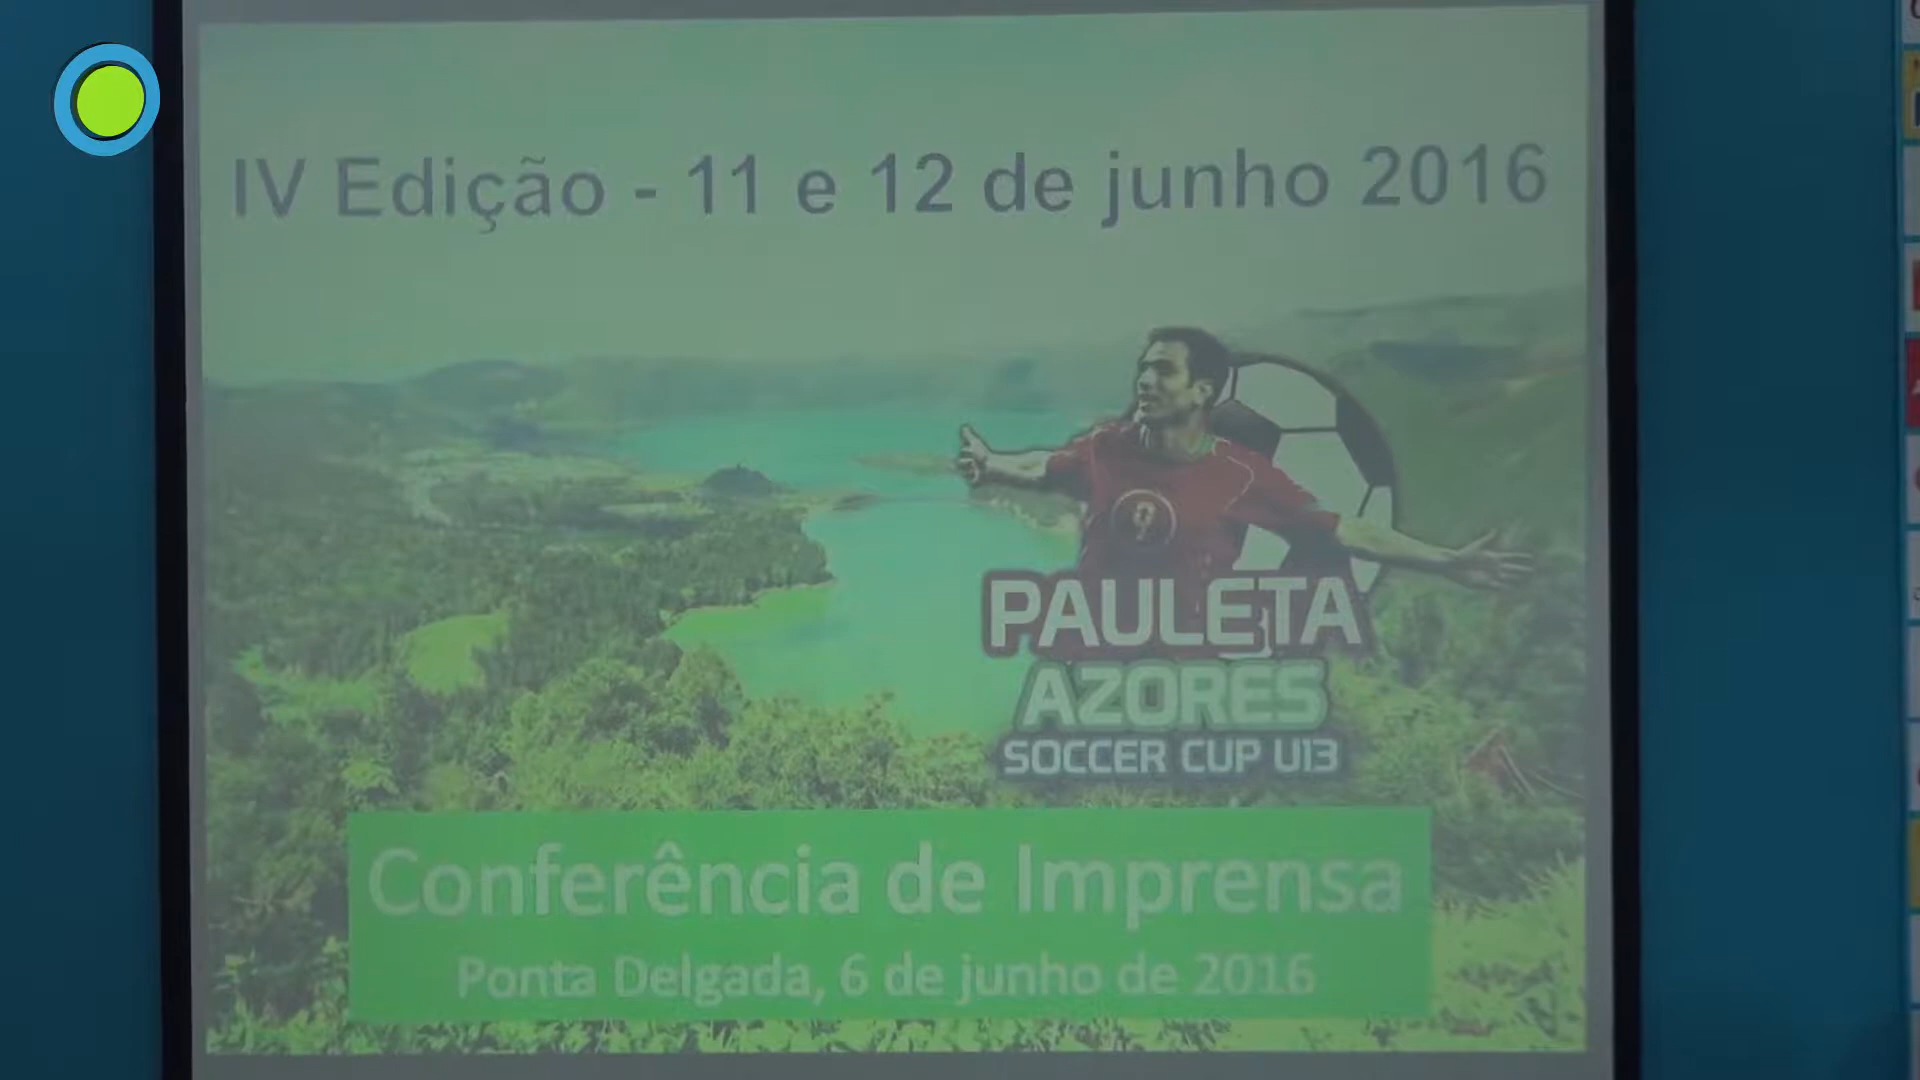 IV Edição - 11 e 12 de junho 2016
9
PAULETA
AZORES
SOCCER CUP U13
Conferência de Imprensa
Ponta Delgada, 6 de junho de 2016